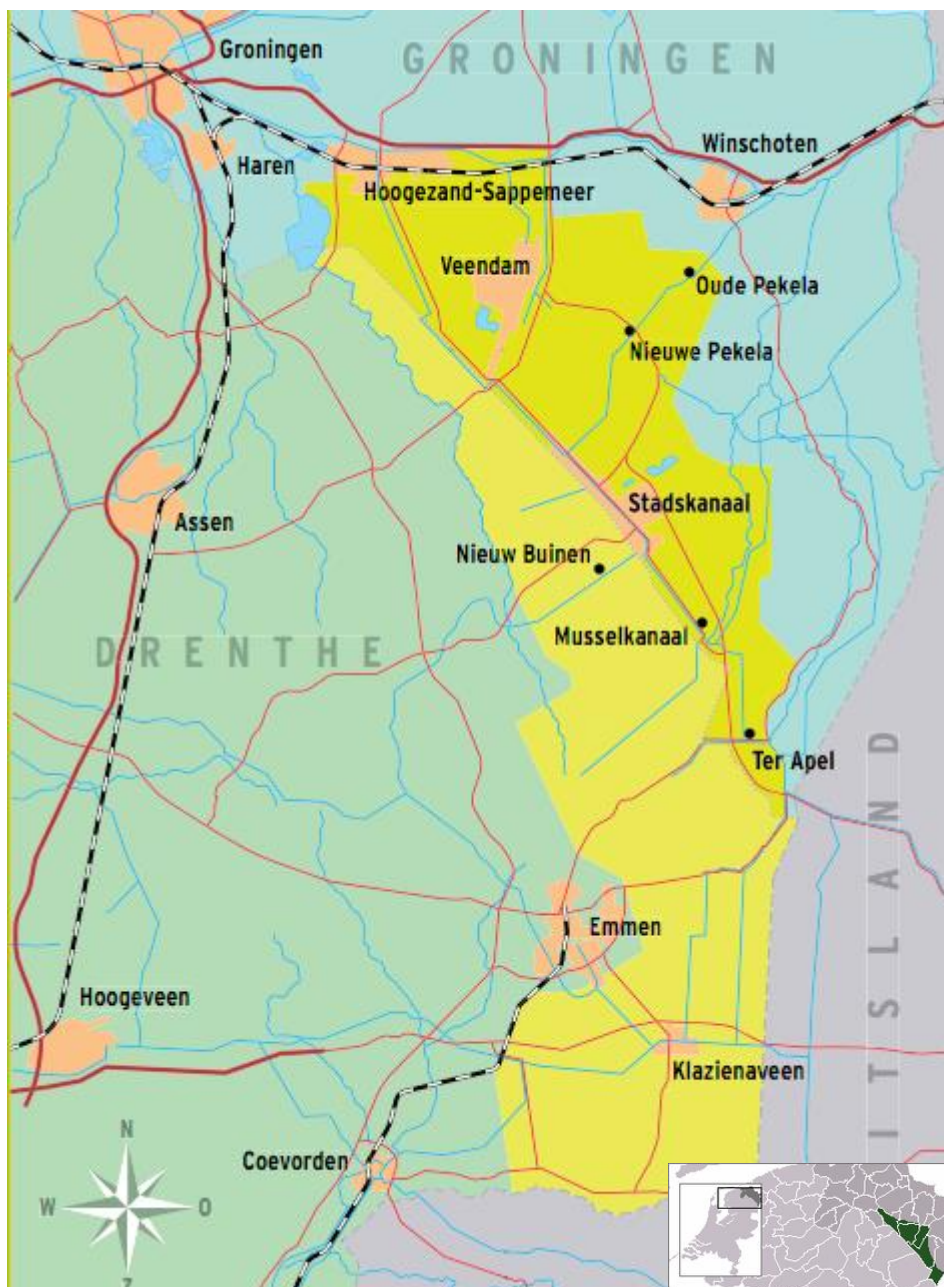 Groningen
GRONINGEN
Winschoten
Haren
Hoogezand-Sappemeer
Veendam
Oude Pekela
Nieuwe Pekela
Stadskanaal
Assen
Nieuw Buinen
Musselkanaal
DRENTHE
Ter Apel
ITSLAND
Emmen
Hoogeveen
Klazienaveen
N
Coevorden
W
O
Z